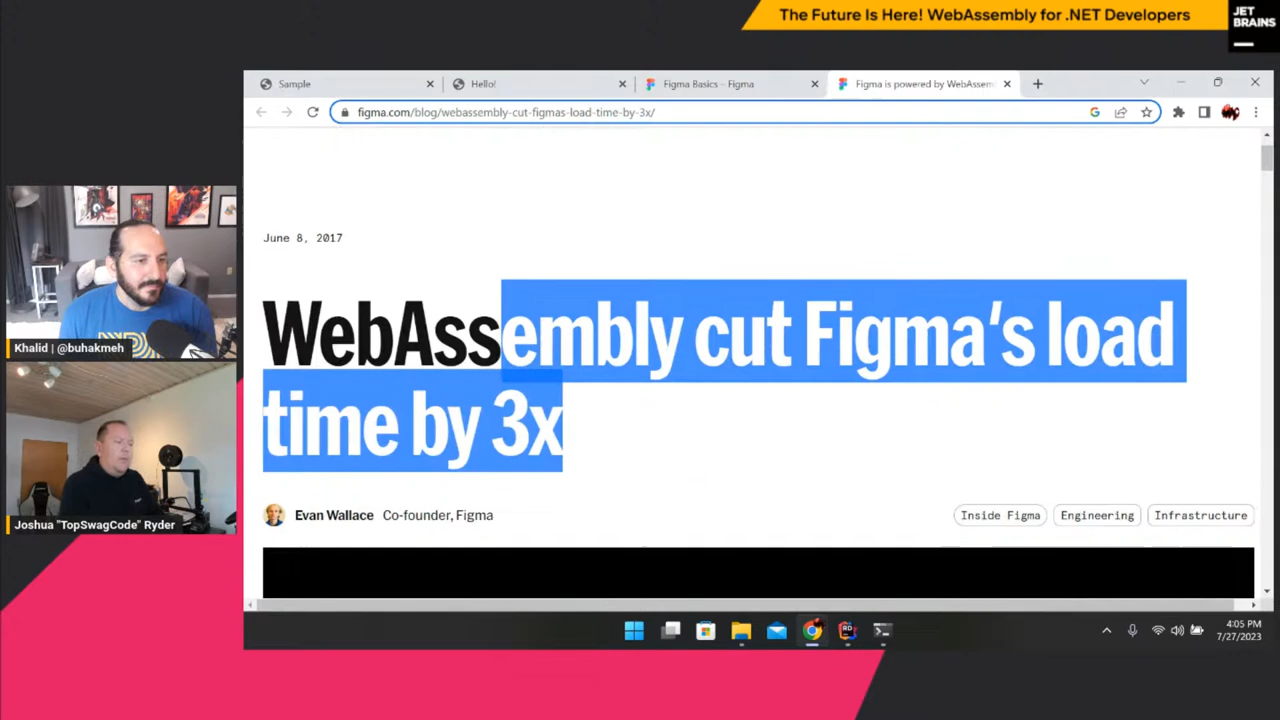 The Future Is Here! WebAssembly for .NET Developers
JET
BRAINS
Sample
Hello!
Figma Basics – Figma
Figma is powered by WebAssem
figma.com/blog/webassembly-cut-figmas-load-time-by-3x/
June 8, 2017
WebAssembly cut Figma's load
time by 3x
Evan Wallace Co-founder, Figma
Inside Figma
Engineering
Infrastructure
Khalid | @buhakmeh
Joshua "TopSwagCode" Ryder
4:05 PM
7/27/2023